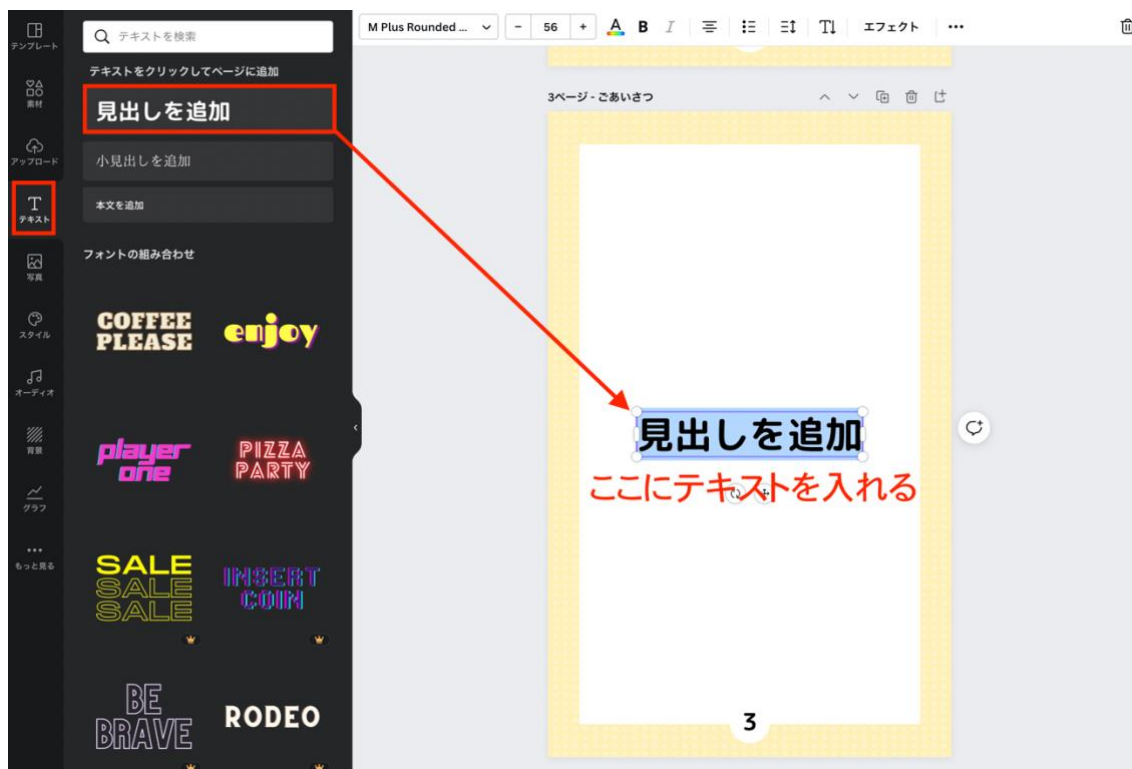 テンプレート
素材
アップロード
T
テキスト
写真
スタイル
オーディオ
背景
グラフ
もっと見る
テキストを検索
テキストをクリックしてページに追加
見出しを追加
小見出しを追加
本文を追加
フォントの組み合わせ
COFFEE
PLEASE
enjoy
player
one
PIZZA
PARTY
SALE
SALE
SALE
INSERT
COIN
BE
BRAVE
RODEO
M Plus Rounded ...
- 56 +
A B I エフェクト
3ページ - ごあいさつ
見出しを追加
ここにテキストを入れる
3